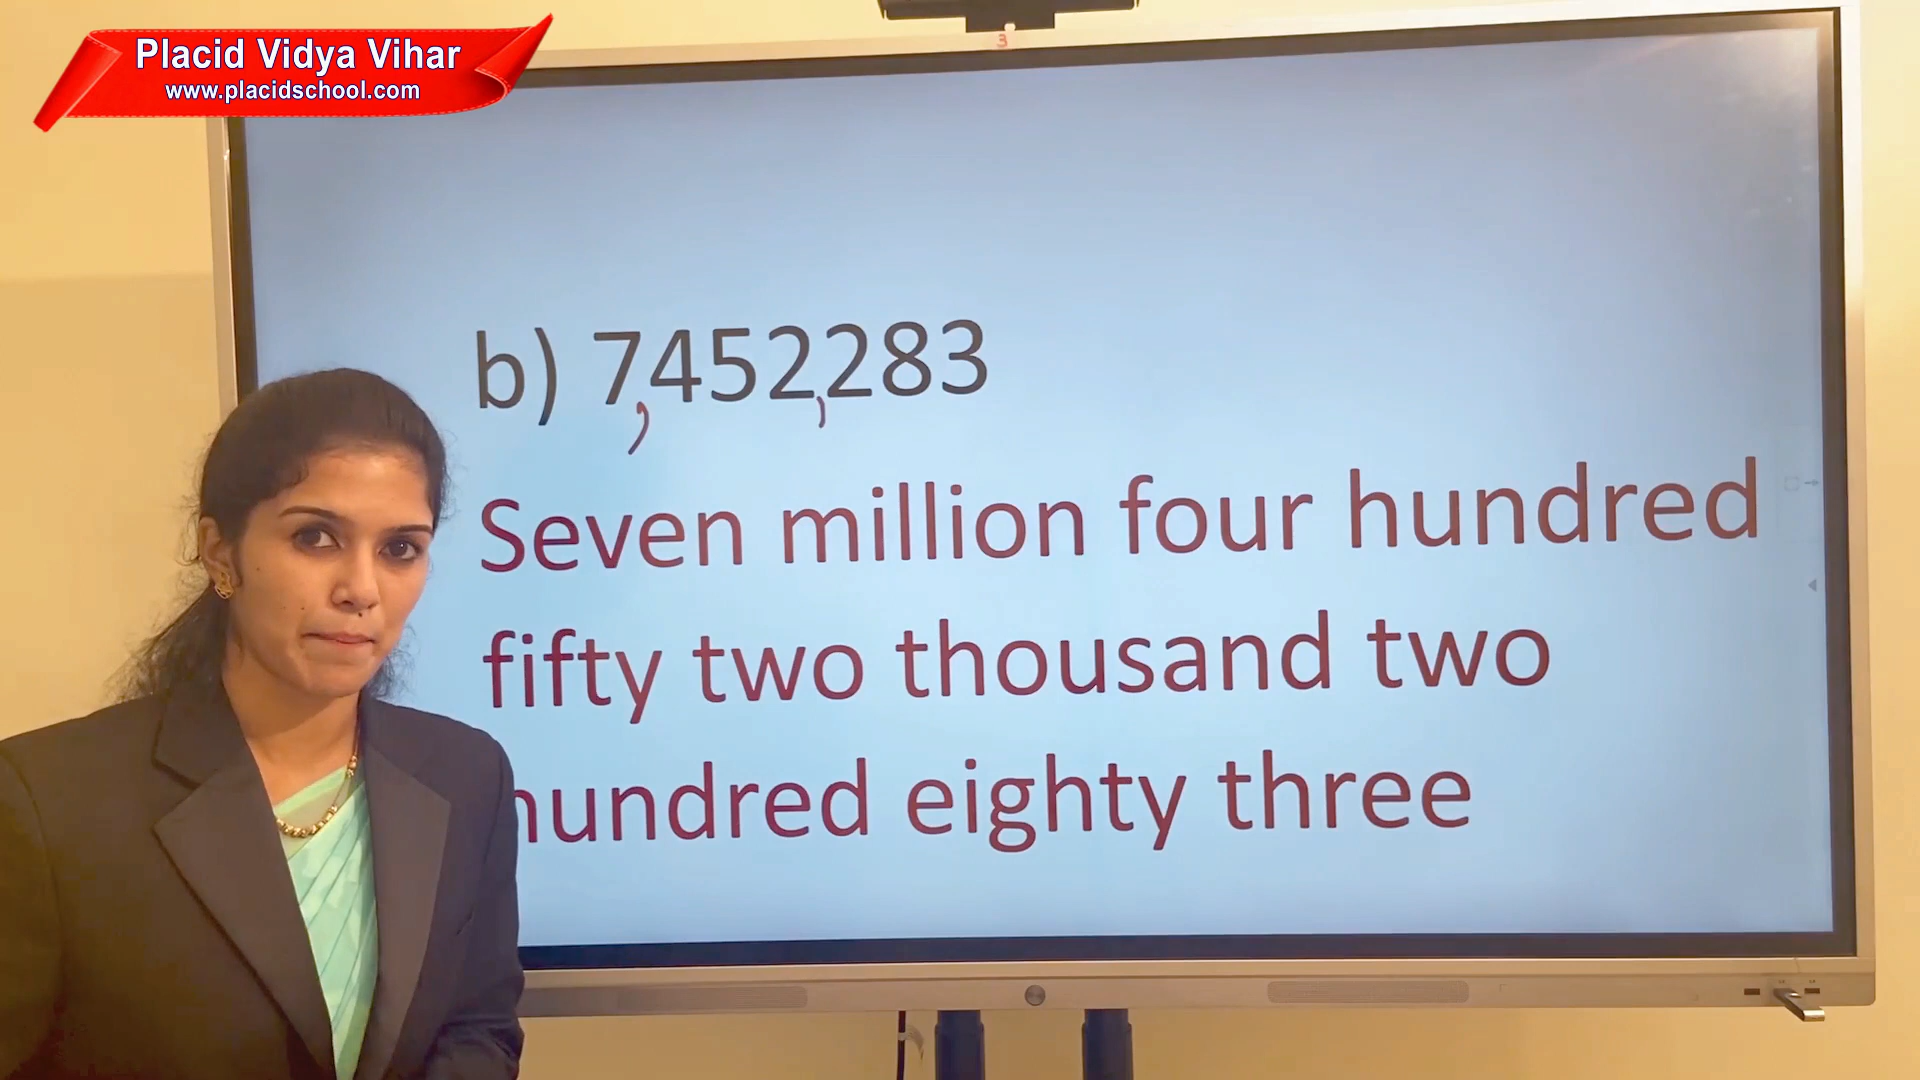 Placid Vidya Vihar
www.placidschool.com
3
b) 7,452,283
Seven million four hundred
fifty two thousand two
hundred eighty three